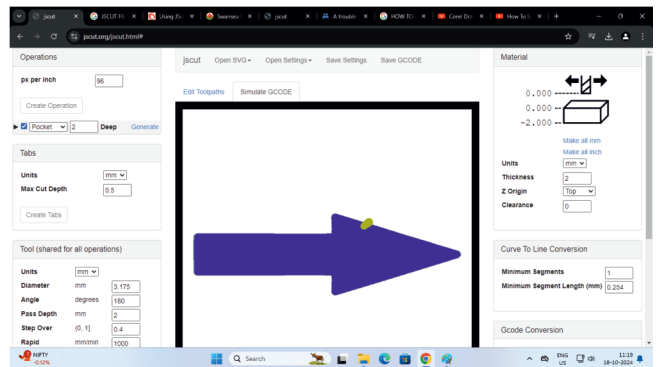 jscut
JSCUT FIL
Using JS
Swansea
jscut
A trouble
HOW TO
Corel Dra
How To S
jscut.org/jscut.html#
Operations
px per inch 96
Create Operation
Pocket 2 Deep Generate
Tabs
Units mm
Max Cut Depth 0.5
Create Tabs
Tool (shared for all operations)
Units mm
Diameter mm 3.175
Angle degrees 180
Pass Depth mm 2
Step Over (0, 1] 0.4
Rapid mm/min 1000
jscut Open SVG Open Settings Save Settings Save GCODE
Edit Toolpaths Simulate GCODE
Material
0.000
0.000
-2.000
Make all mm
Make all inch
Units mm
Thickness 2
Z Origin Top
Clearance 0
Curve To Line Conversion
Minimum Segments 1
Minimum Segment Length (mm) 0.254
Gcode Conversion
NIFTY
-0.12%
Search
ENG
US
11:19
18-10-2024